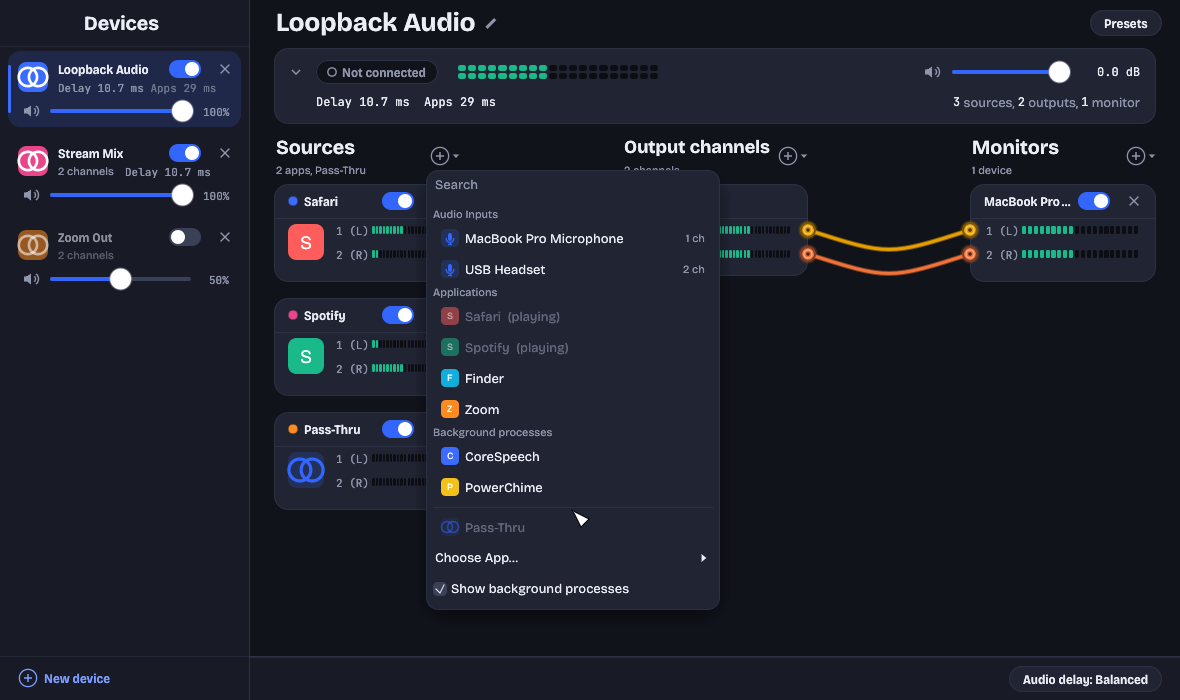 Devices
Loopback Audio
Delay 10.7 ms Apps 29 ms
100%
Stream Mix
2 channels Delay 10.7 ms
100%
Zoom Out
2 channels
50%
New device
Loopback Audio
Presets
Not connected
0.0 dB
Delay 10.7 ms Apps 29 ms
3 sources, 2 outputs, 1 monitor
Sources
2 apps, Pass-Thru
Output channels
2 channels
Monitors
1 device
Safari
S
1 (L)
2 (R)
Spotify
S
1 (L)
2 (R)
Pass-Thru
1 (L)
2 (R)
Search
Audio Inputs
MacBook Pro Microphone 1 ch
USB Headset 2 ch
Applications
S Safari (playing)
S Spotify (playing)
F Finder
Z Zoom
Background processes
C CoreSpeech
P PowerChime
Pass-Thru
Choose App...
Show background processes
MacBook Pro ...
1 (L)
2 (R)
Audio delay: Balanced